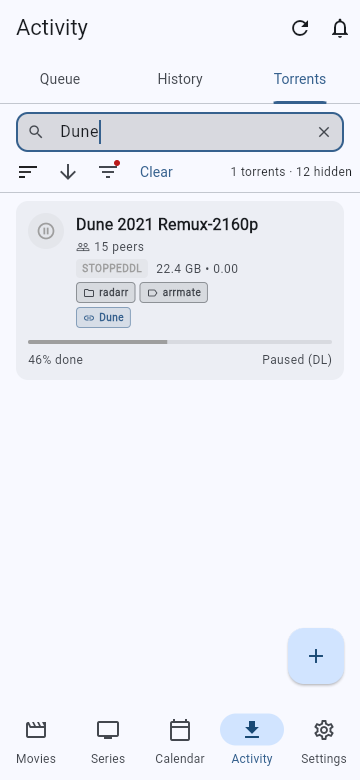 Activity
Queue History Torrents
Dune
Clear 1 torrents · 12 hidden
Dune 2021 Remux-2160p
15 peers
STOPPEDDL 22.4 GB • 0.00
radarr arrmate
Dune
46% done Paused (DL)
Movies Series Calendar Activity Settings